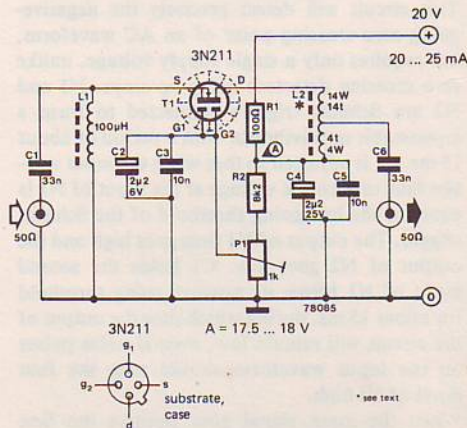 3N211
20 V
20 ... 25 mA
S
D
T1
G1
G2
L1
100µH
C1
33n
50Ω
C2
2µ2
6V
C3
10n
R1
100Ω
A
R2
8k2
P1
1k
L2
*
14W
14t
4t
4W
C4
2µ2
25V
C5
10n
C6
33n
50Ω
0
78085
3N211
A = 17.5 ... 18 V
g1
g2
s
d
substrate,
case
* see text